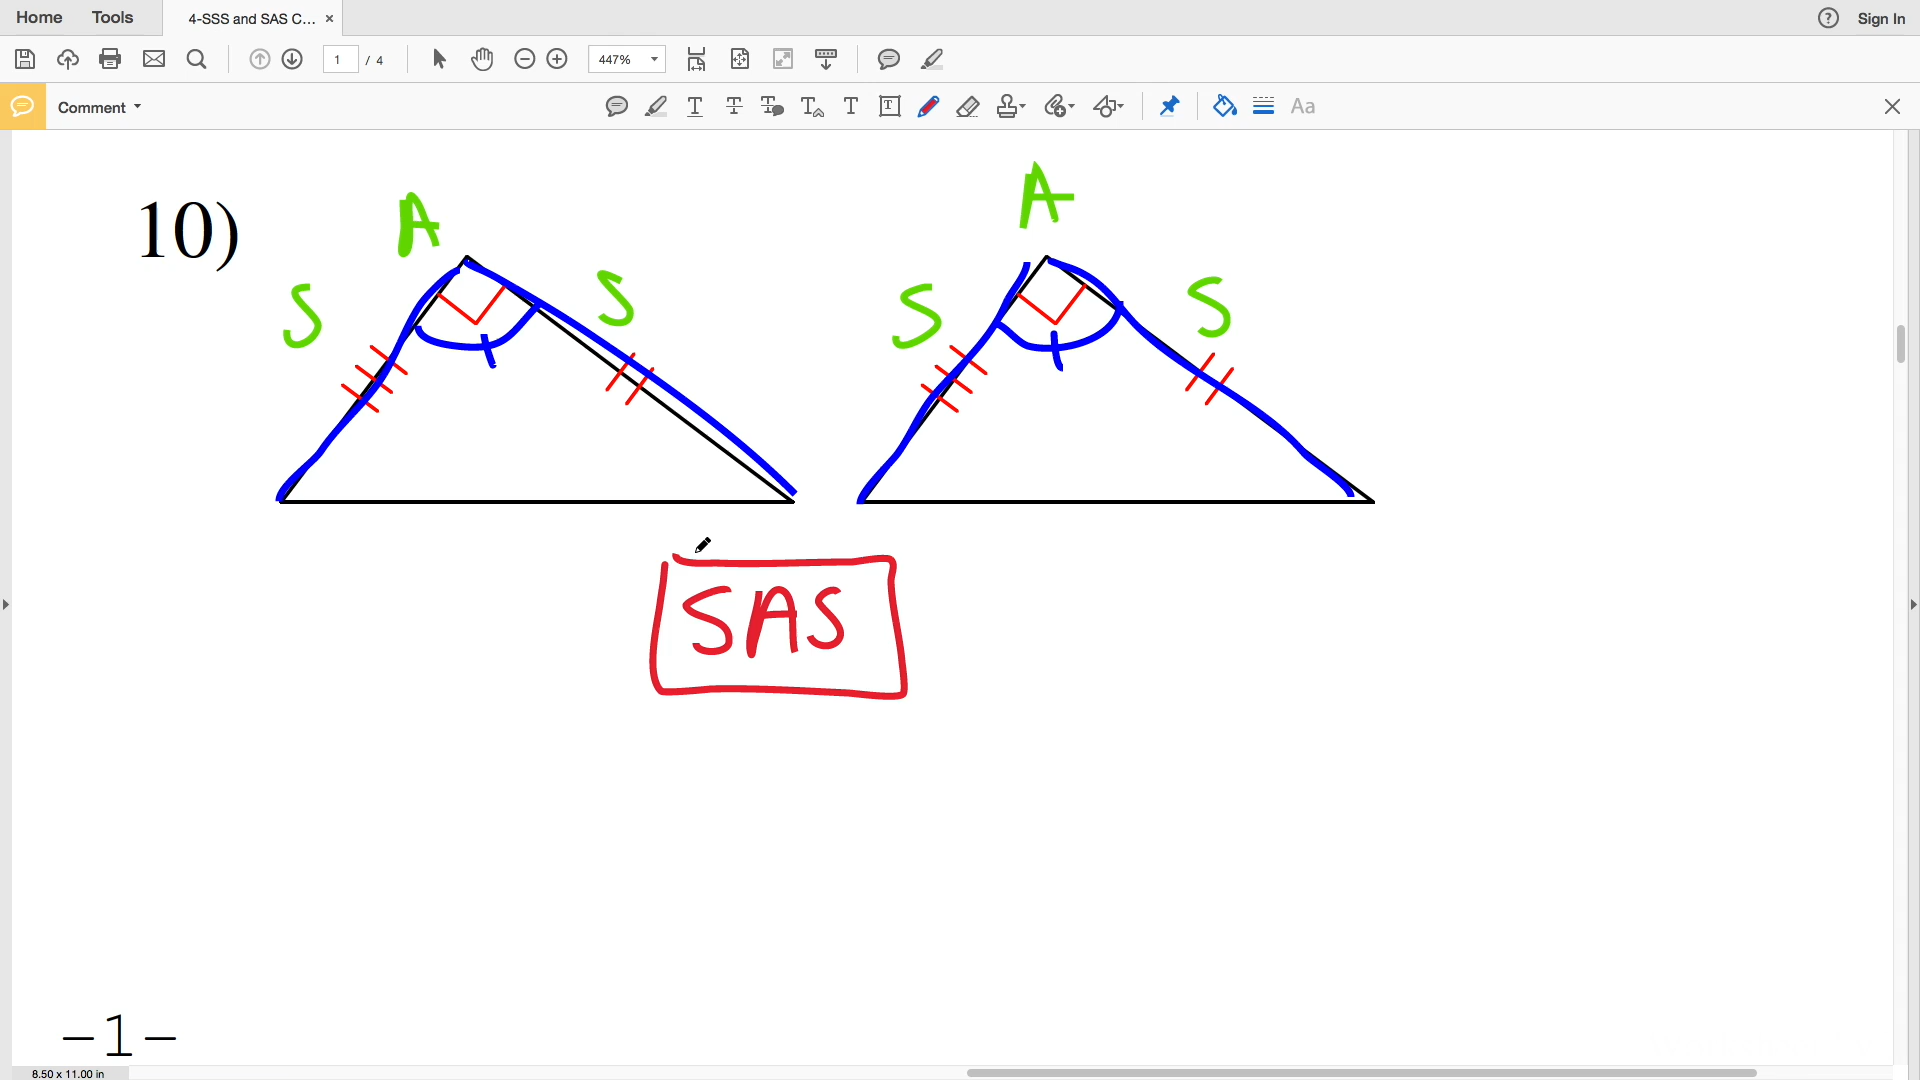 Home Tools 4-SSS and SAS C... × ? Sign In
1 / 4 447%
Comment T T T T T T Aa
10)
A A
S S S S
SAS
-1-
8.50 x 11.00 in